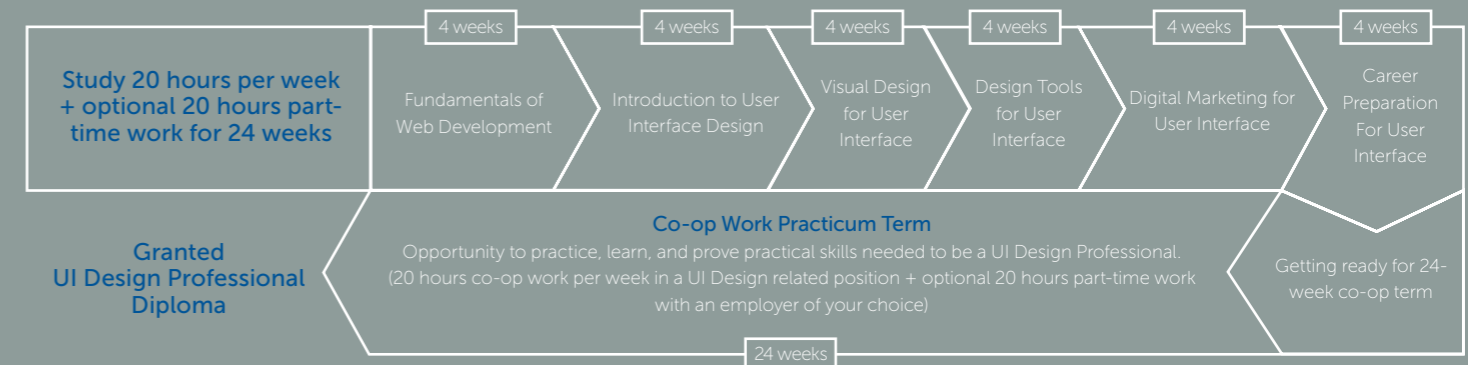 Study 20 hours per week
+ optional 20 hours part-
time work for 24 weeks
4 weeks
Fundamentals of
Web Development
4 weeks
Introduction to User
Interface Design
4 weeks
Visual Design
for User
Interface
4 weeks
Design Tools
for User
Interface
4 weeks
Digital Marketing for
User Interface
4 weeks
Career
Preparation
For User
Interface
Getting ready for 24-
week co-op term
Co-op Work Practicum Term
Opportunity to practice, learn, and prove practical skills needed to be a UI Design Professional.
(20 hours co-op work per week in a UI Design related position + optional 20 hours part-time work
with an employer of your choice)
24 weeks
Granted
UI Design Professional
Diploma